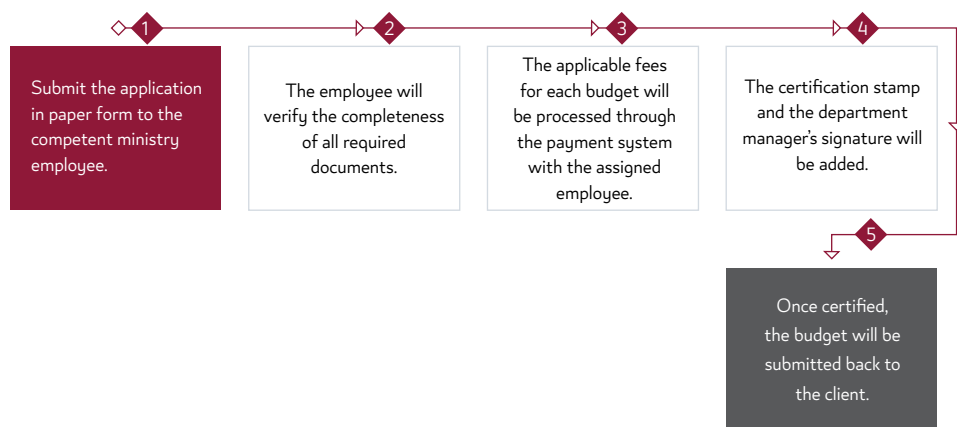 1
Submit the application
in paper form to the
competent ministry
employee.
2
The employee will
verify the completeness
of all required
documents.
3
The applicable fees
for each budget will
be processed through
the payment system
with the assigned
employee.
4
The certification stamp
and the department
manager's signature will
be added.
5
Once certified,
the budget will be
submitted back to
the client.